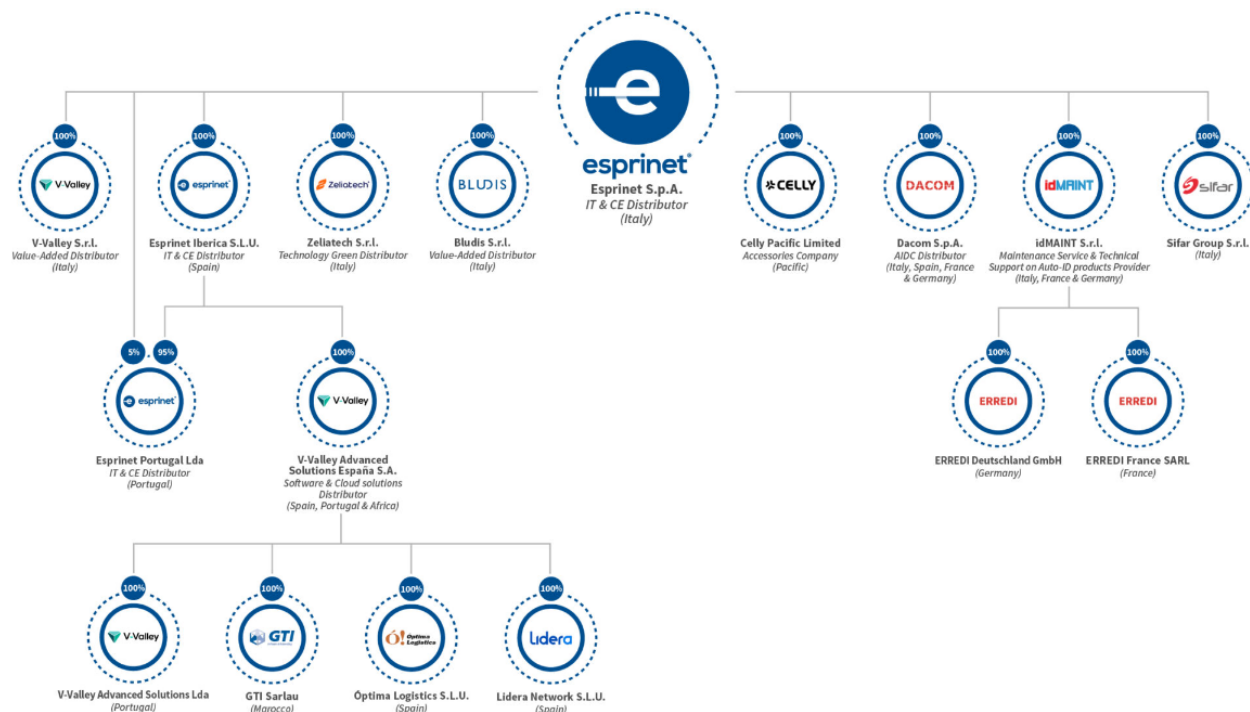 e
esprinet®
Esprinet S.p.A.
IT & CE Distributor
(Italy)
100%
V-Valley
V-Valley S.r.l.
Value-Added Distributor
(Italy)
100%
esprinet®
Esprinet Iberica S.L.U.
IT & CE Distributor
(Spain)
100%
Zeliatech®
Zeliatech S.r.l.
Technology Green Distributor
(Italy)
100%
BLUDIS
Bludis S.r.l.
Value-Added Distributor
(Italy)
100%
CELLY
Celly Pacific Limited
Accessories Company
(Pacific)
100%
DACOM
Dacom S.p.A.
AIDC Distributor
(Italy, Spain, France
& Germany)
100%
idMAINT
idMAINT S.r.l.
Maintenance Service & Technical
Support on Auto-ID products Provider
(Italy, France & Germany)
100%
sifar
Sifar Group S.r.l.
(Italy)
5%
95%
esprinet®
Esprinet Portugal Lda
IT & CE Distributor
(Portugal)
100%
V-Valley
V-Valley Advanced
Solutions España S.A.
Software & Cloud solutions
Distributor
(Spain, Portugal & Africa)
100%
ERREDI
ERREDI Deutschland GmbH
(Germany)
100%
ERREDI
ERREDI France SARL
(France)
100%
V-Valley
V-Valley Advanced Solutions Lda
(Portugal)
100%
GTI
GTI Sarlau
(Marocco)
100%
Ó! Optima
Logistics
Óptima Logistics S.L.U.
(Spain)
100%
Lidera
Lidera Network S.L.U.
(Spain)